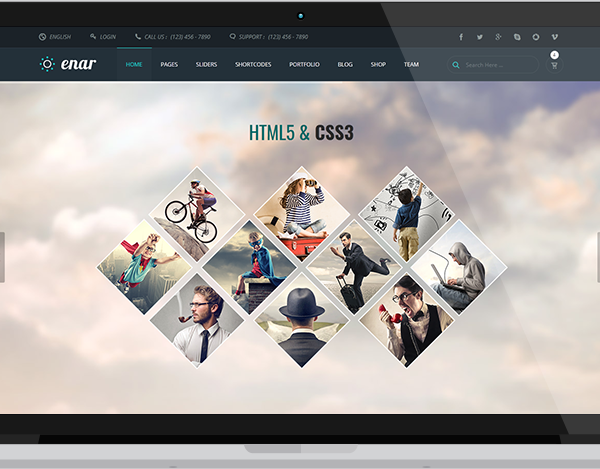 ENGLISH LOGIN CALL US : (123) 456 - 7890 SUPPORT : (123) 456 - 7890
enar HOME PAGES SLIDERS SHORTCODES PORTFOLIO BLOG SHOP TEAM Search Here ...
HTML5 & CSS3